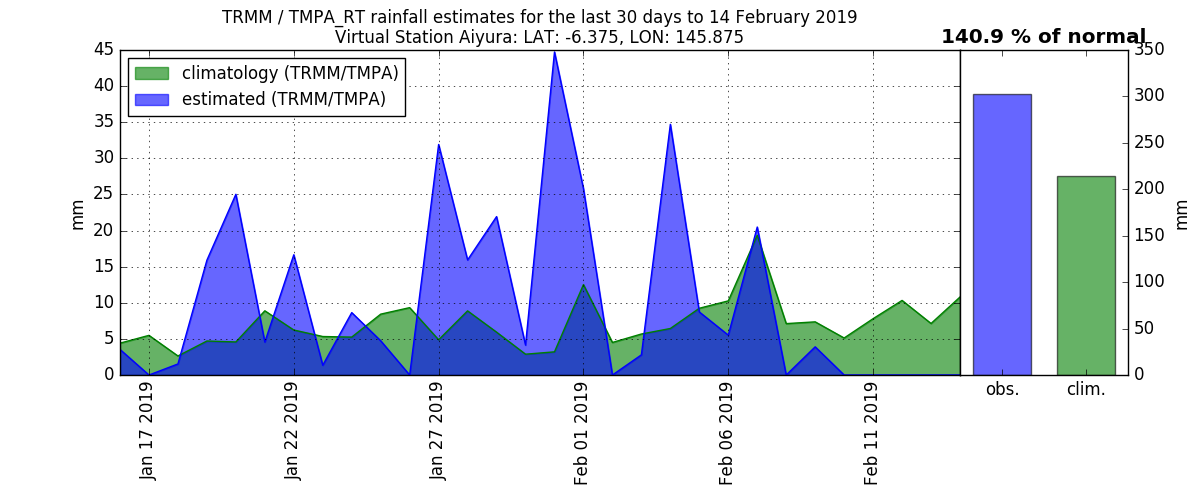 TRMM / TMPA_RT rainfall estimates for the last 30 days to 14 February 2019
Virtual Station Aiyura: LAT: -6.375, LON: 145.875
140.9 % of normal
climatology (TRMM/TMPA)
estimated (TRMM/TMPA)
45
40
35
30
25
20
15
10
5
0
mm
Jan 17 2019
Jan 22 2019
Jan 27 2019
Feb 01 2019
Feb 06 2019
Feb 11 2019
350
300
250
200
150
100
50
0
mm
obs.
clim.